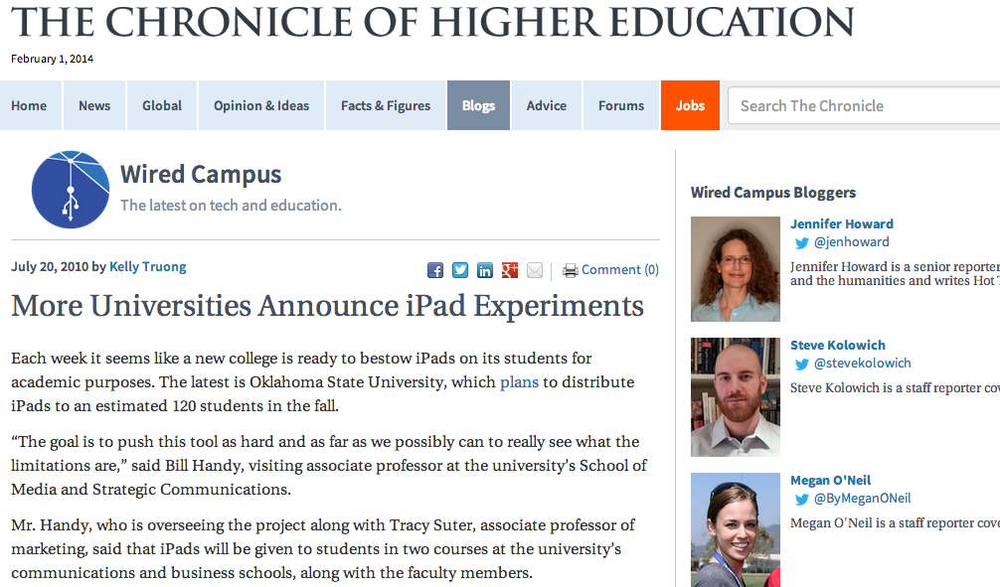 THE CHRONICLE OF HIGHER EDUCATION
February 1, 2014
Home News Global Opinion & Ideas Facts & Figures Blogs Advice Forums Jobs Search The Chronicle
Wired Campus
The latest on tech and education.
July 20, 2010 by Kelly Truong
Comment (0)
More Universities Announce iPad Experiments
Each week it seems like a new college is ready to bestow iPads on its students for
academic purposes. The latest is Oklahoma State University, which plans to distribute
iPads to an estimated 120 students in the fall.
“The goal is to push this tool as hard and as far as we possibly can to really see what the
limitations are,” said Bill Handy, visiting associate professor at the university’s School of
Media and Strategic Communications.
Mr. Handy, who is overseeing the project along with Tracy Suter, associate professor of
marketing, said that iPads will be given to students in two courses at the university’s
communications and business schools, along with the faculty members.
Wired Campus Bloggers
Jennifer Howard
@jenhoward
Jennifer Howard is a senior reporter
and the humanities and writes Hot
Steve Kolowich
@stevekolowich
Steve Kolowich is a staff reporter
Megan O'Neil
@ByMeganONeil
Megan O'Neil is a staff reporter